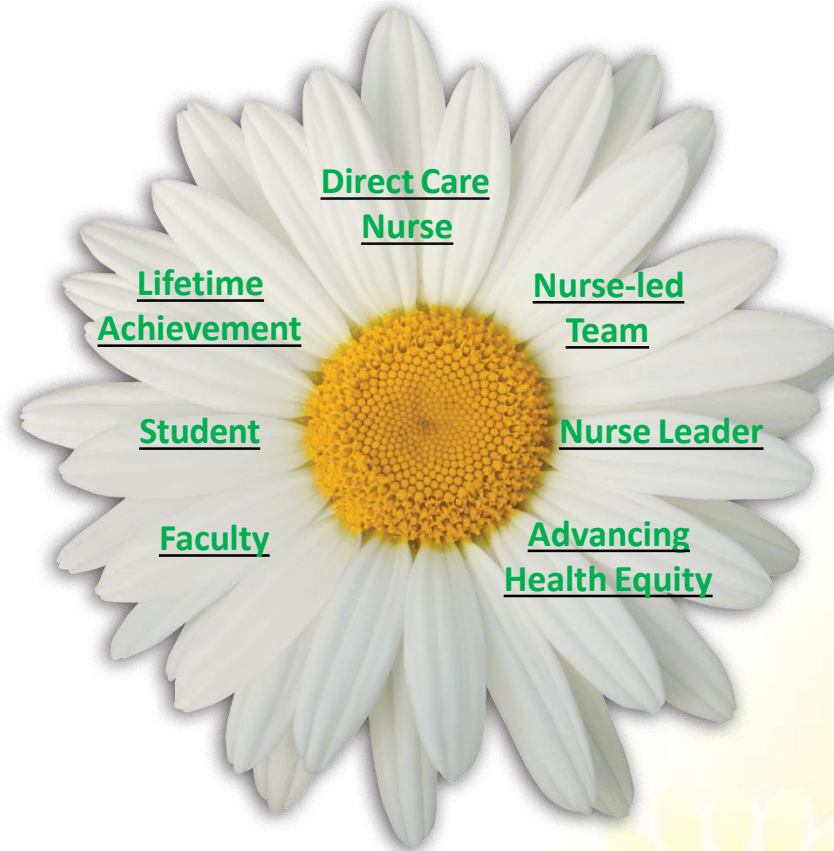 Direct Care
Nurse
Lifetime
Achievement
Nurse-led
Team
Student
Nurse Leader
Faculty
Advancing
Health Equity